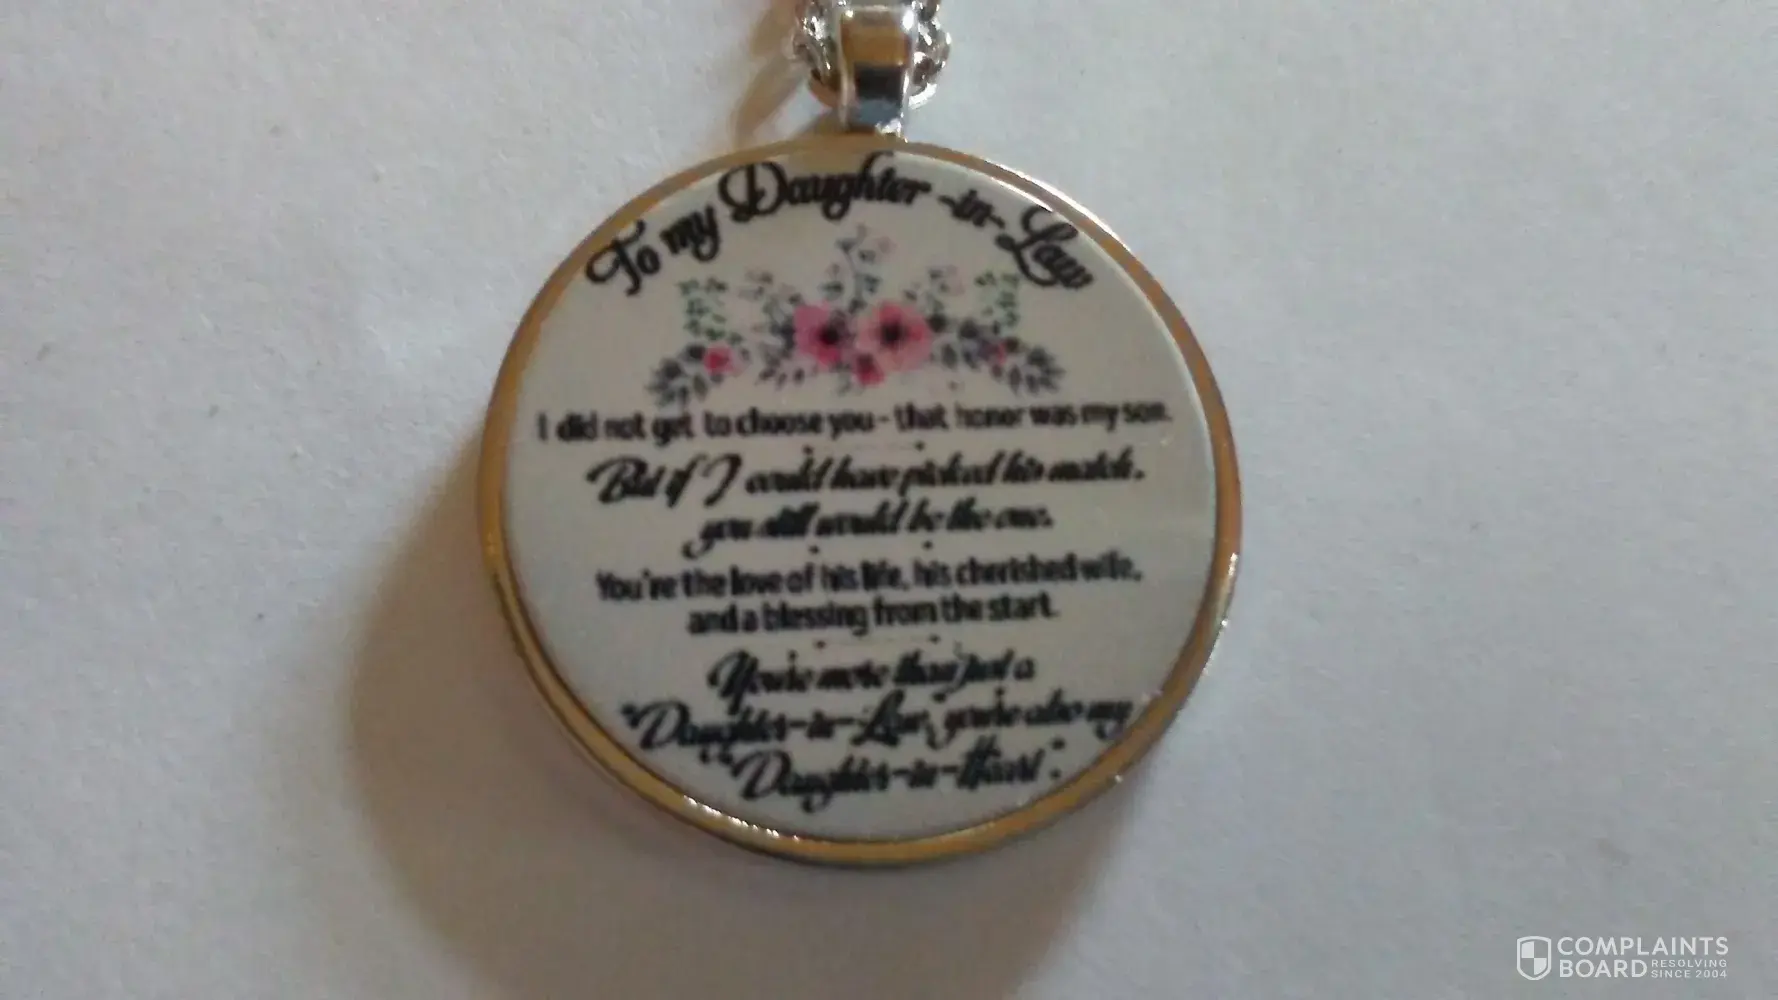 To my Daughter-in-Law
I did not get to choose you - that honor was my son.
But if I could have picked his match,
you still would be the one.
You're the love of his life, his cherished wife,
and a blessing from the start.
You're more than just a
"Daughter-in-Law, you're also my
"Daughter-in-Heart".
COMPLAINTS
BOARD RESOLVING
SINCE 2004